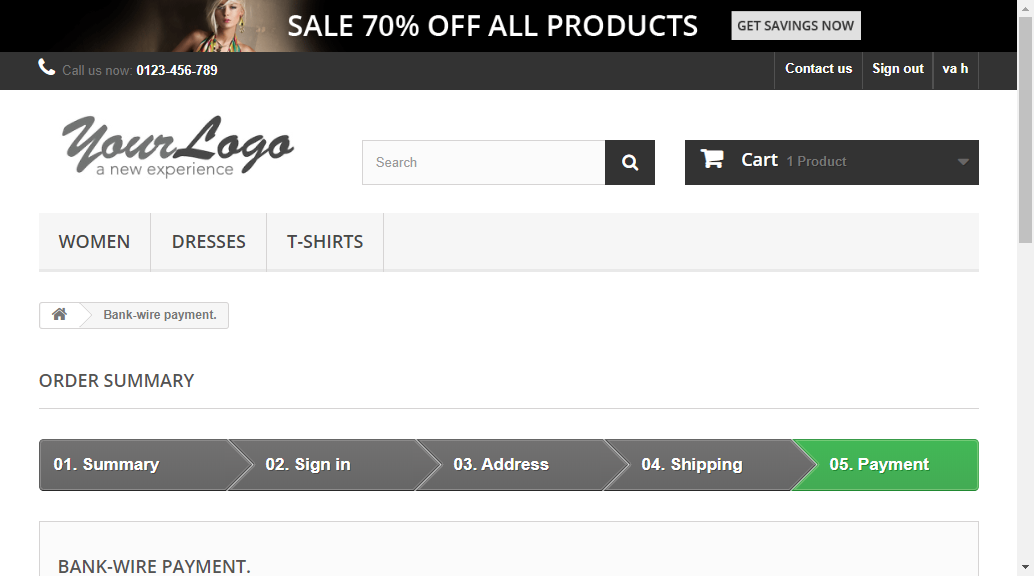 SALE 70% OFF ALL PRODUCTS GET SAVINGS NOW
Call us now: 0123-456-789 Contact us Sign out va h
YourLogo
a new experience
Search
Cart 1 Product
WOMEN DRESSES T-SHIRTS
Bank-wire payment.
ORDER SUMMARY
01. Summary 02. Sign in 03. Address 04. Shipping 05. Payment
BANK-WIRE PAYMENT.